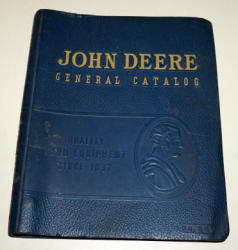 JOHN DEERE
GENERAL CATALOG
QUALITY
FARM EQUIPMENT
SINCE 1837